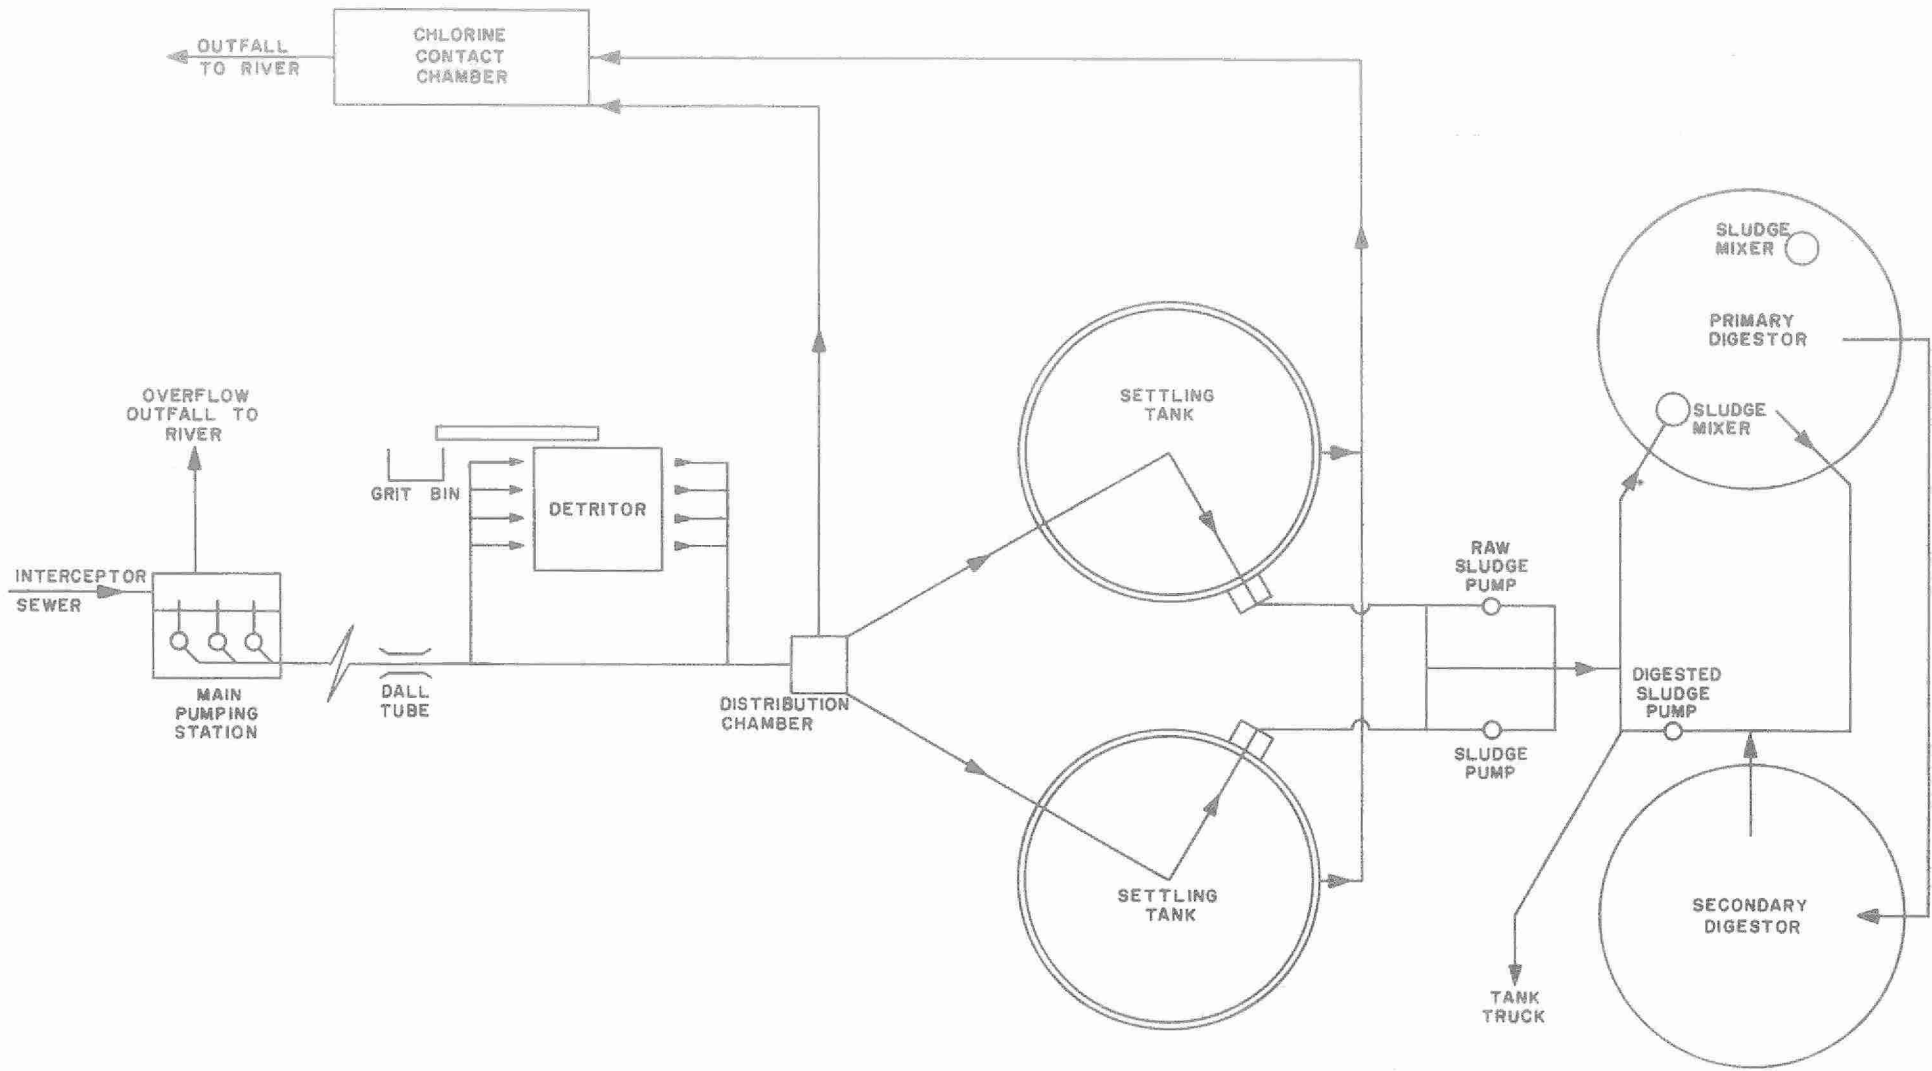 CHLORINE
CONTACT
CHAMBER
OUTFALL
TO RIVER
SLUDGE
MIXER
PRIMARY
DIGESTOR
SLUDGE
MIXER
OVERFLOW
OUTFALL TO
RIVER
SETTLING
TANK
GRIT BIN
DETRITOR
INTERCEPTOR
SEWER
RAW
SLUDGE
PUMP
MAIN
PUMPING
STATION
DALL
TUBE
DISTRIBUTION
CHAMBER
DIGESTED
SLUDGE
PUMP
SLUDGE
PUMP
SETTLING
TANK
SECONDARY
DIGESTOR
TANK
TRUCK